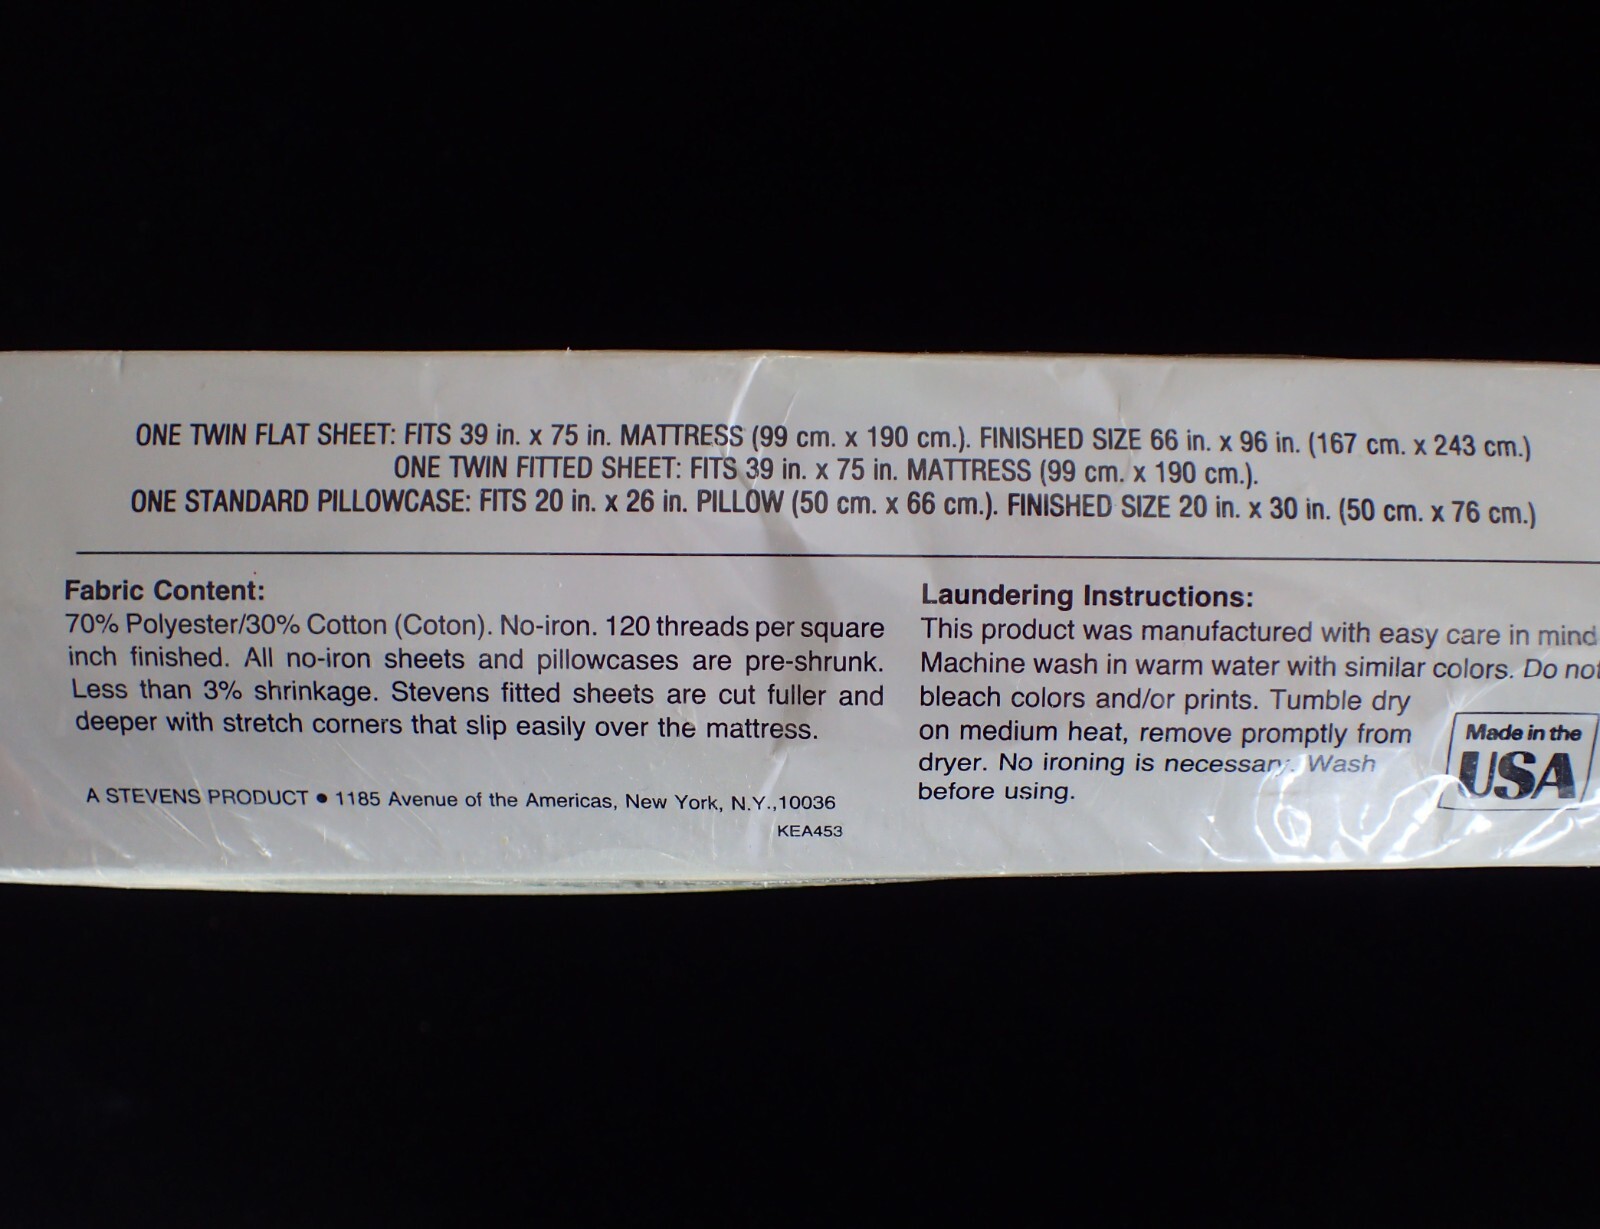 ONE TWIN FLAT SHEET: FITS 39 in. x 75 in. MATTRESS (99 cm. x 190 cm.). FINISHED SIZE 66 in. x 96 in. (167 cm. x 243 cm.)
ONE TWIN FITTED SHEET: FITS 39 in. x 75 in. MATTRESS (99 cm. x 190 cm.).
ONE STANDARD PILLOWCASE: FITS 20 in. x 26 in. PILLOW (50 cm. x 66 cm.). FINISHED SIZE 20 in. x 30 in. (50 cm. x 76 cm.)
Fabric Content:
70% Polyester/30% Cotton (Coton). No-iron. 120 threads per square
inch finished. All no-iron sheets and pillowcases are pre-shrunk.
Less than 3% shrinkage. Stevens fitted sheets are cut fuller and
deeper with stretch corners that slip easily over the mattress.
A STEVENS PRODUCT ● 1185 Avenue of the Americas, New York, N.Y.,10036
KEA453
Laundering Instructions:
This product was manufactured with easy care in mind
Machine wash in warm water with similar colors. Do not
bleach colors and/or prints. Tumble dry
on medium heat, remove promptly from
dryer. No ironing is necessary. Wash
before using.
Made in the
USA